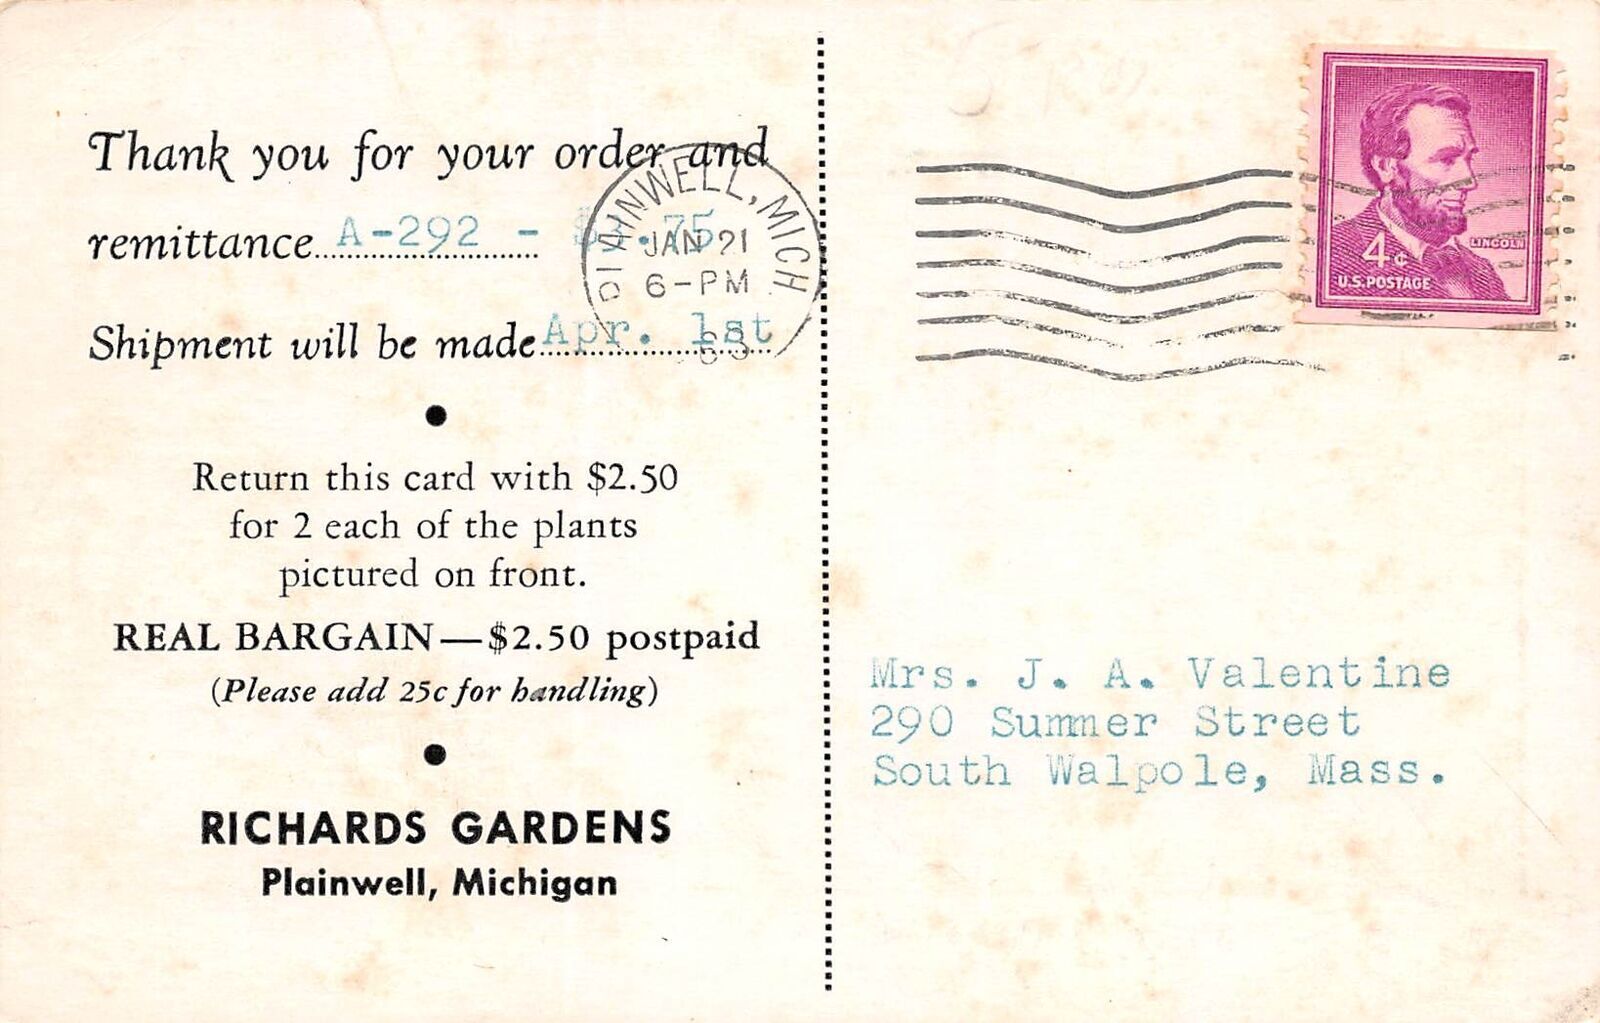 Thank you for your order and
remittance A-292 - .75
Shipment will be made Apr. 1st
Return this card with $2.50
for 2 each of the plants
pictured on front.
REAL BARGAIN—$2.50 postpaid
(Please add 25c for handling)
RICHARDS GARDENS
Plainwell, Michigan
PLAINWELL, MICH
JAN 21
6-PM
4¢
LINCOLN
U.S. POSTAGE
Mrs. J. A. Valentine
290 Summer Street
South Walpole, Mass.